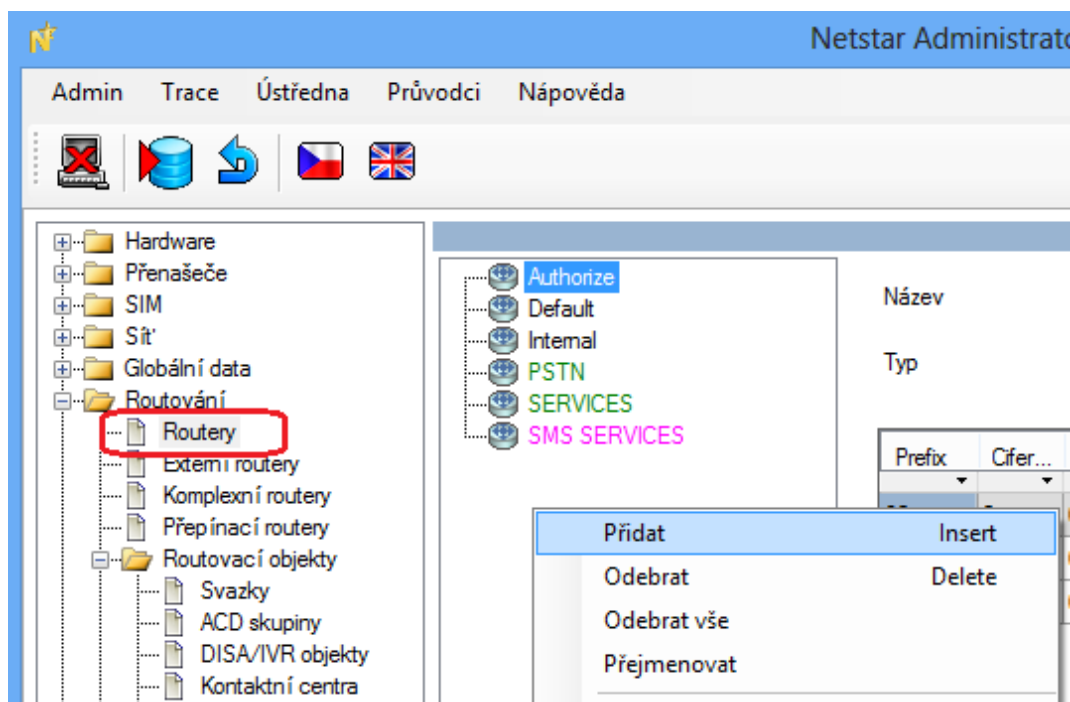 Netstar Administrato
Admin Trace Ústředna Průvodci Nápověda
Hardware
Přenašeče
SIM
Síť
Globální data
Routování
Routery
Externí routery
Komplexní routery
Přepínací routery
Routovací objekty
Svazky
ACD skupiny
DISA/IVR objekty
Kontaktní centra
Authorize
Default
Internal
PSTN
SERVICES
SMS SERVICES
Název
Typ
Prefix Cifer...
Přidat Insert
Odebrat Delete
Odebrat vše
Přejmenovat